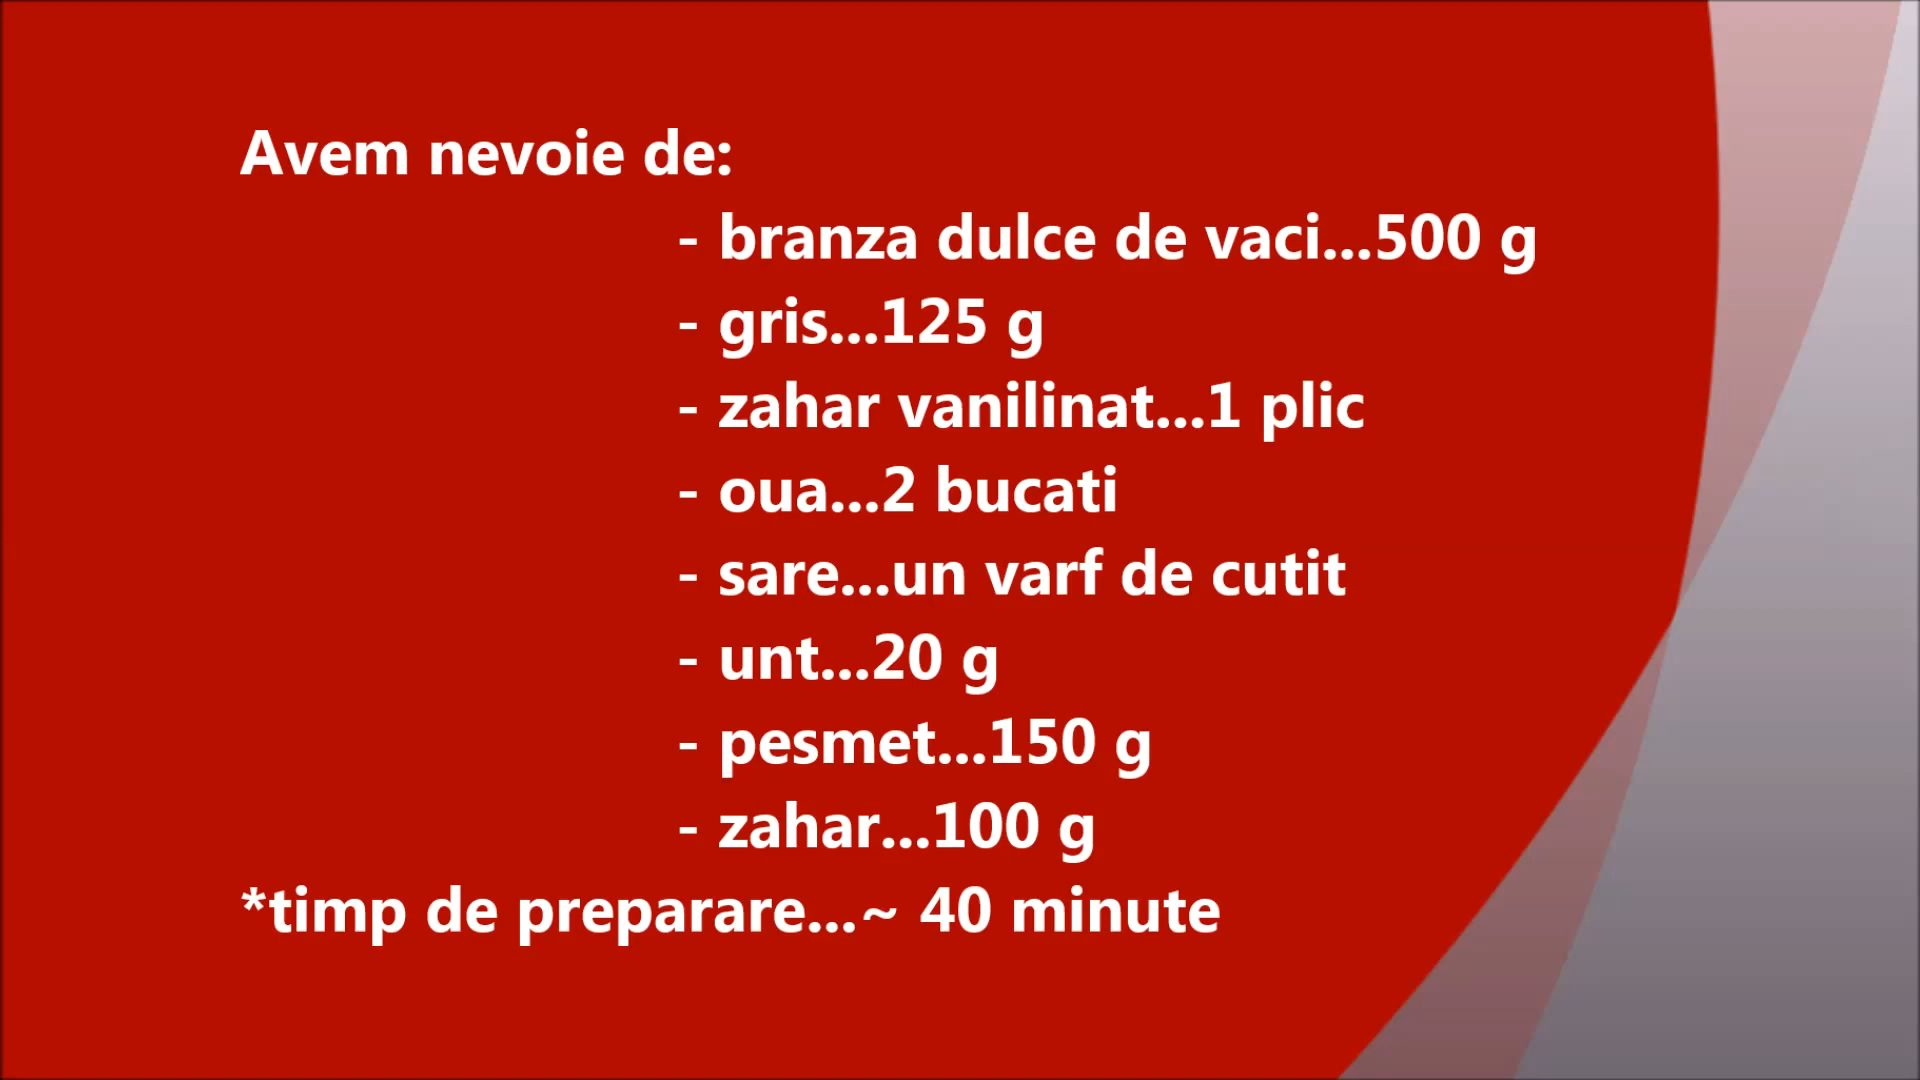 Avem nevoie de:
- branza dulce de vaci...500 g
- gris...125 g
- zahar vanilinat...1 plic
- oua...2 bucati
- sare...un varf de cutit
- unt...20 g
- pesmet...150 g
- zahar...100 g
*timp de preparare...~ 40 minute